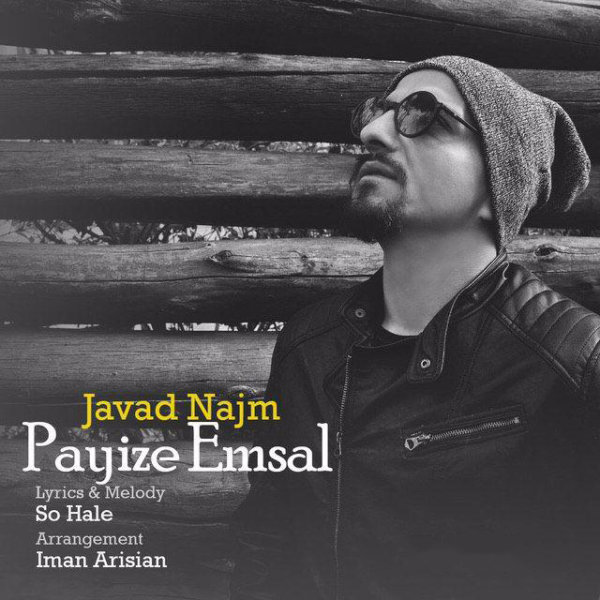 Javad Najm
Payize Emsal
Lyrics & Melody
So Hale
Arrangement
Iman Arisian